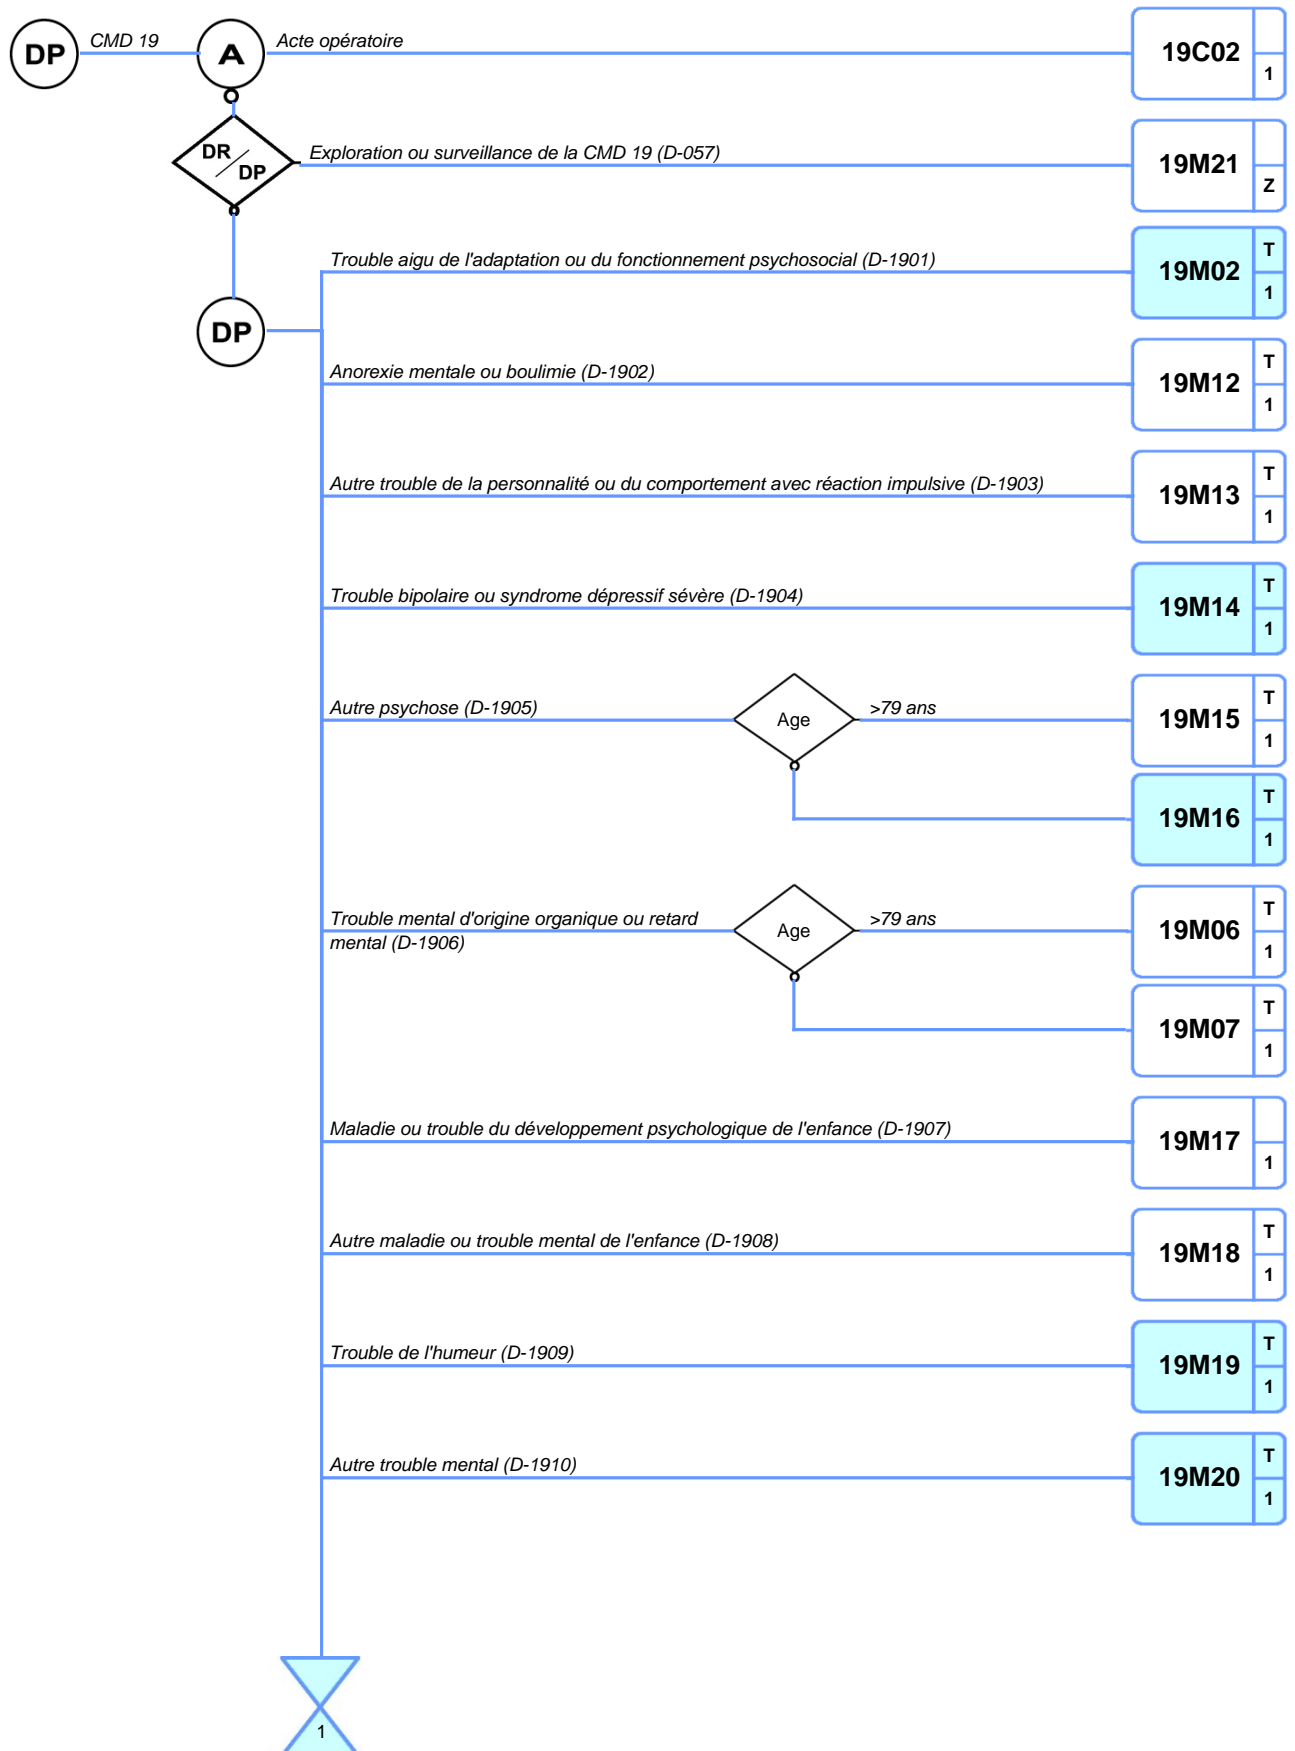 DP
CMD 19
A
Acte opératoire
19C02
1
DR
DP
Exploration ou surveillance de la CMD 19 (D-057)
19M21
Z
Trouble aigu de l'adaptation ou du fonctionnement psychosocial (D-1901)
19M02
T
1
DP
Anorexie mentale ou boulimie (D-1902)
19M12
T
1
Autre trouble de la personnalité ou du comportement avec réaction impulsive (D-1903)
19M13
T
1
Trouble bipolaire ou syndrome dépressif sévère (D-1904)
19M14
T
1
Autre psychose (D-1905)
Age
>79 ans
19M15
T
1
19M16
T
1
Trouble mental d'origine organique ou retard
mental (D-1906)
Age
>79 ans
19M06
T
1
19M07
T
1
Maladie ou trouble du développement psychologique de l'enfance (D-1907)
19M17
1
Autre maladie ou trouble mental de l'enfance (D-1908)
19M18
T
1
Trouble de l'humeur (D-1909)
19M19
T
1
Autre trouble mental (D-1910)
19M20
T
1
1